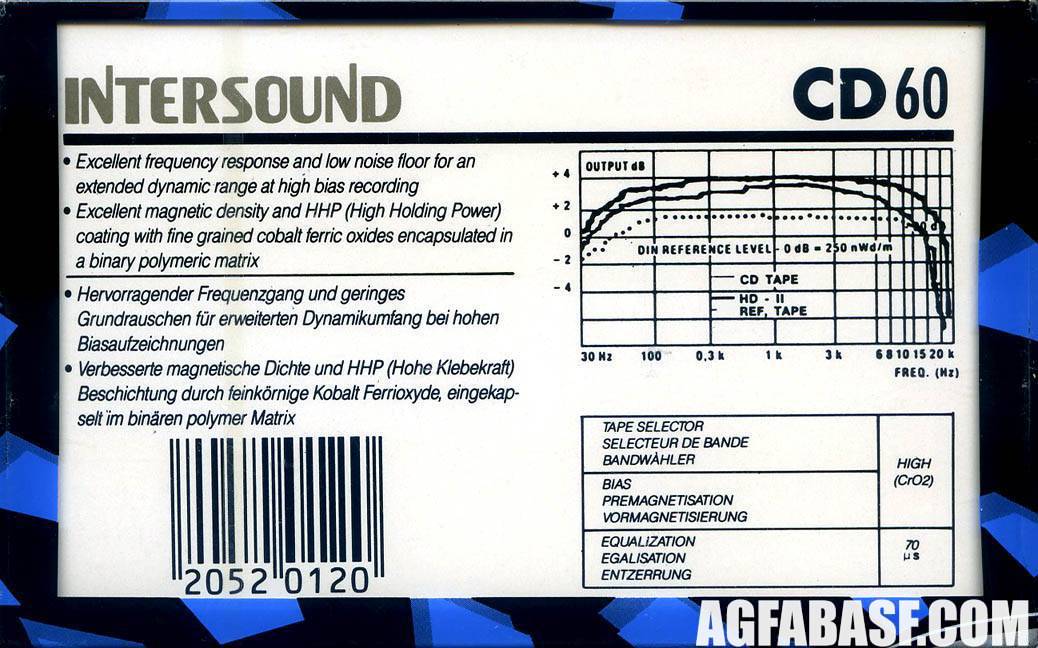 INTERSOUND
CD 60
• Excellent frequency response and low noise floor for an
extended dynamic range at high bias recording
• Excellent magnetic density and HHP (High Holding Power)
coating with fine grained cobalt ferric oxides encapsulated in
a binary polymeric matrix
• Hervorragender Frequenzgang und geringes
Grundrauschen für erweiterten Dynamikumfang bei hohen
Biasaufzeichnungen
• Verbesserte magnetische Dichte und HHP (Hohe Klebekraft)
Beschichtung durch feinkörnige Kobalt Ferrioxyde, eingekap-
selt im binären polymer Matrix
2052 0120
OUTPUT dB
+ 4
+ 2
0
- 2
- 4
DIN REFERENCE LEVEL - 0 dB = 250 nWd/m
CD TAPE
HD - II
REF, TAPE
30 Hz 100 0,3 k 1 k 3 k 6 8 10 15 20 k
FREQ. (Hz)
TAPE SELECTOR
SELECTEUR DE BANDE
BANDWÀHLER
BIAS
PREMAGNETISATION
VORMAGNETISIERUNG
HIGH
(CrO2)
EQUALIZATION
EGALISATION
ENTZERRUNG
70
µs
AGFABASF.COM